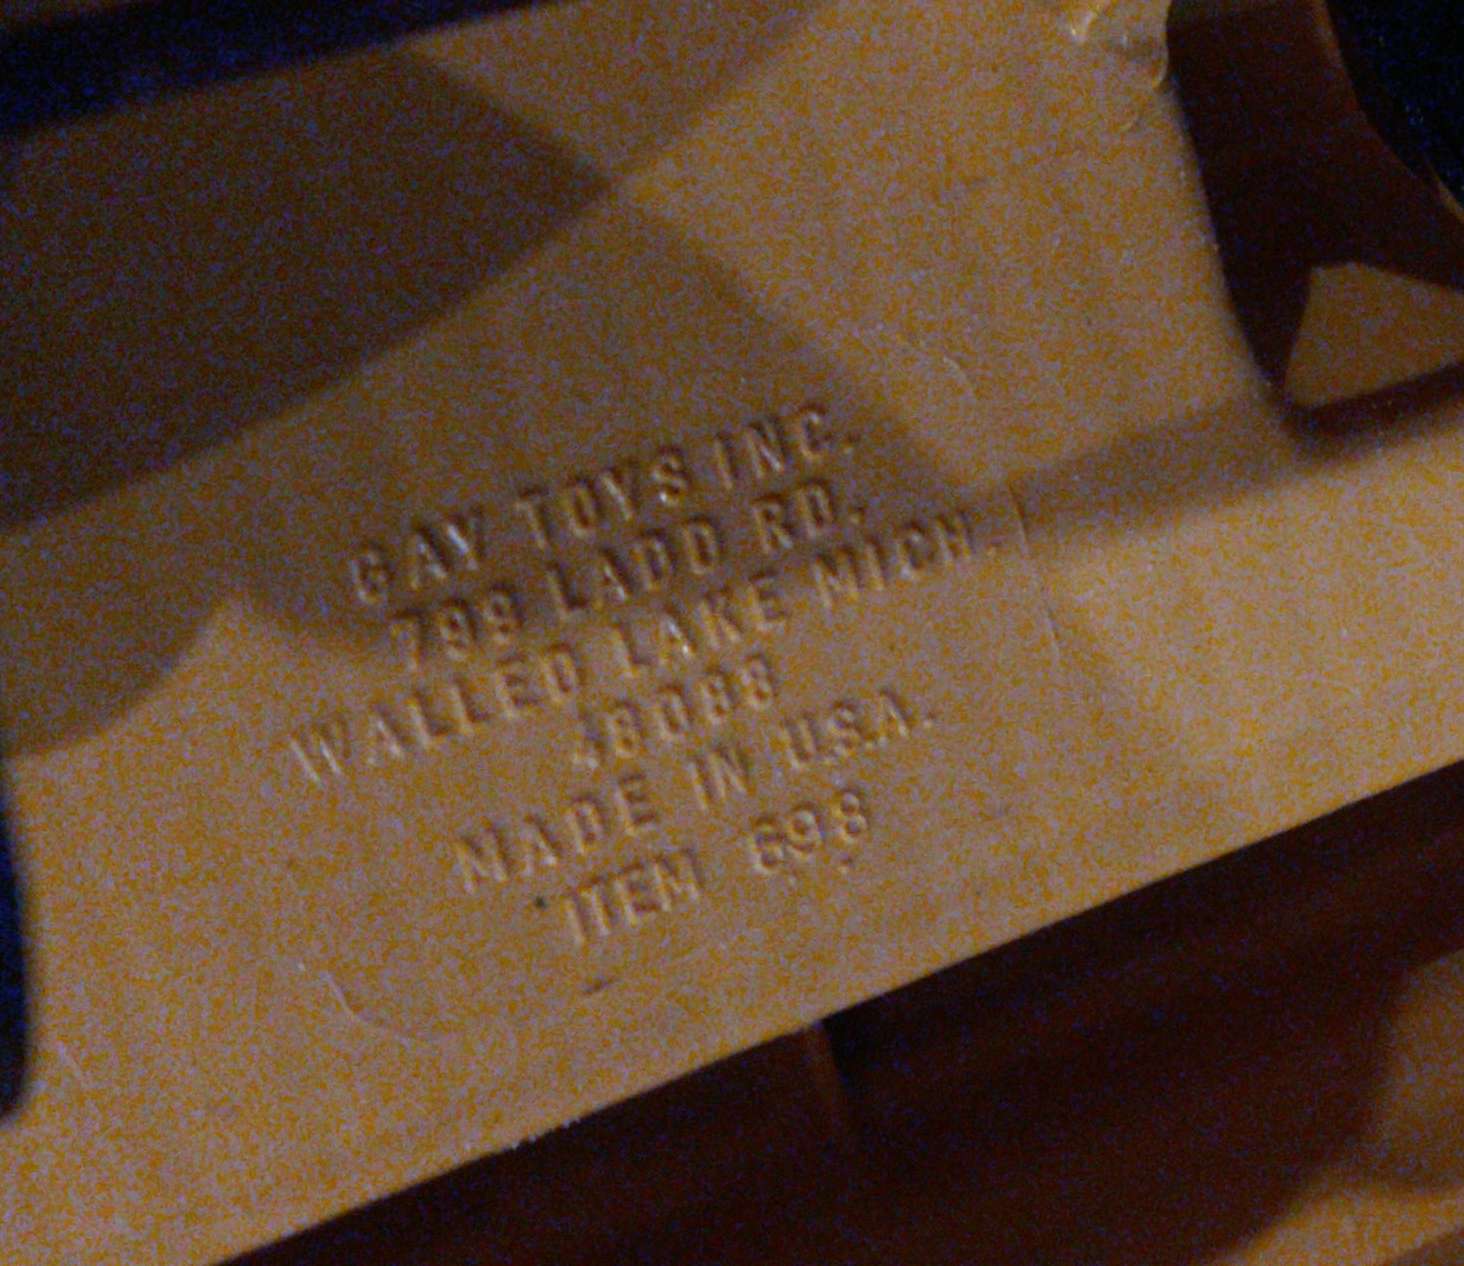 GAY TOYS INC.
799 LADD RD.
WALLED LAKE MICH.
48088
MADE IN U.S.A.
ITEM 698